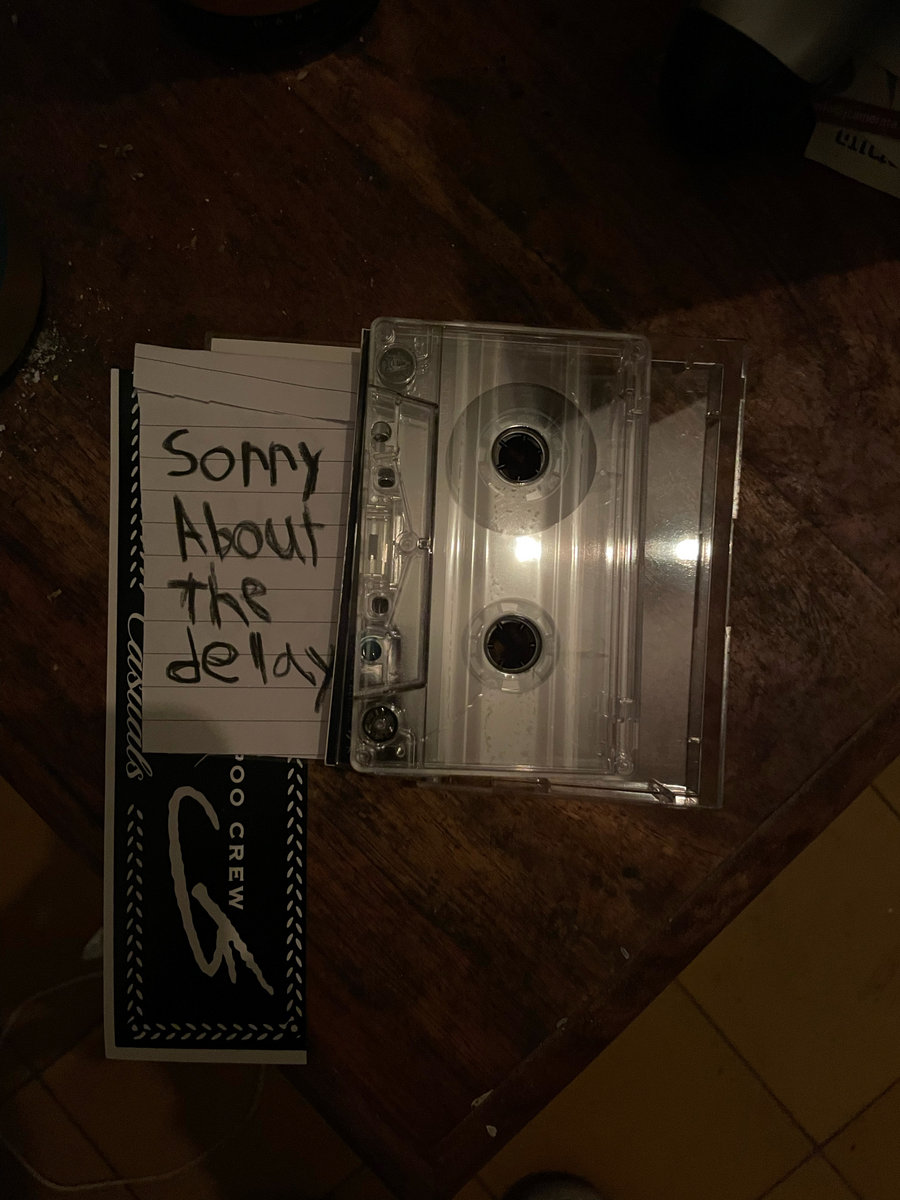 Sorry
About
the
delay
Casuals
OO CREW